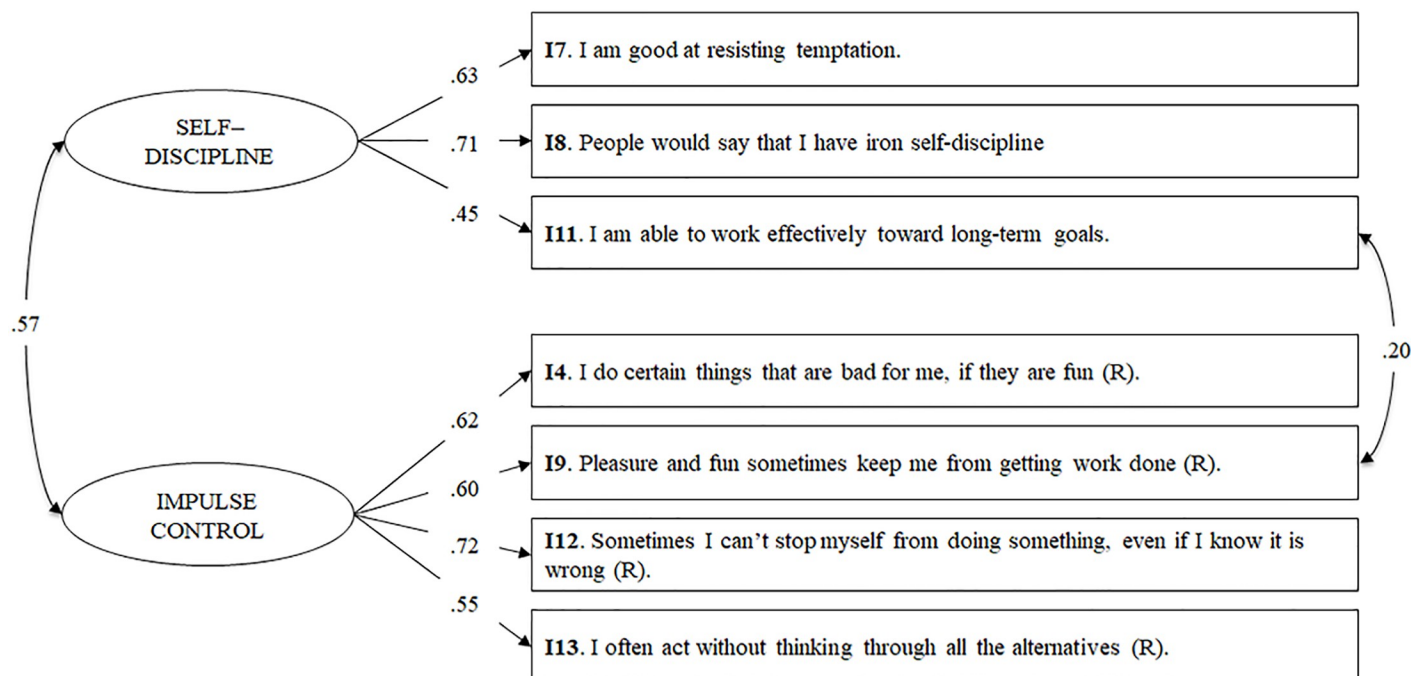 .63
I7. I am good at resisting temptation.
SELF–
DISCIPLINE
.71
I8. People would say that I have iron self-discipline
.45
I11. I am able to work effectively toward long-term goals.
.57
.20
I4. I do certain things that are bad for me, if they are fun (R).
.62
IMPULSE
CONTROL
.60
I9. Pleasure and fun sometimes keep me from getting work done (R).
.72
I12. Sometimes I can’t stop myself from doing something, even if I know it is
wrong (R).
.55
I13. I often act without thinking through all the alternatives (R).